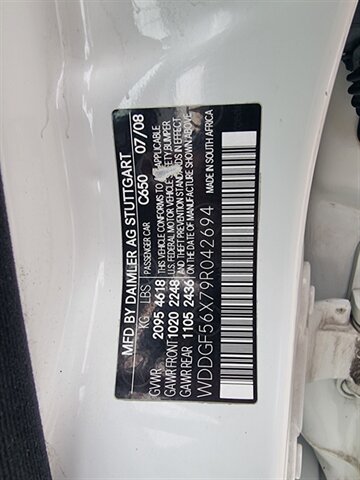 MFD BY DAIMLER AG STUTTGART
KG LBS PASSENGER CAR C650 07/08
GVWR 2095 4618 THIS VEHICLE CONFORMS TO APPLICABLE
GAWR FRONT 1020 2248 US FEDERAL MOTOR VEHICLE SAFETY BUMPER
GAWR REAR 1105 2436 AND THEFT PREVENTION STANDARDS IN EFFECT
ON THE DATE OF MANUFACTURE SHOWN ABOVE
MADE IN SOUTH AFRICA
WDDGF56X79R042694